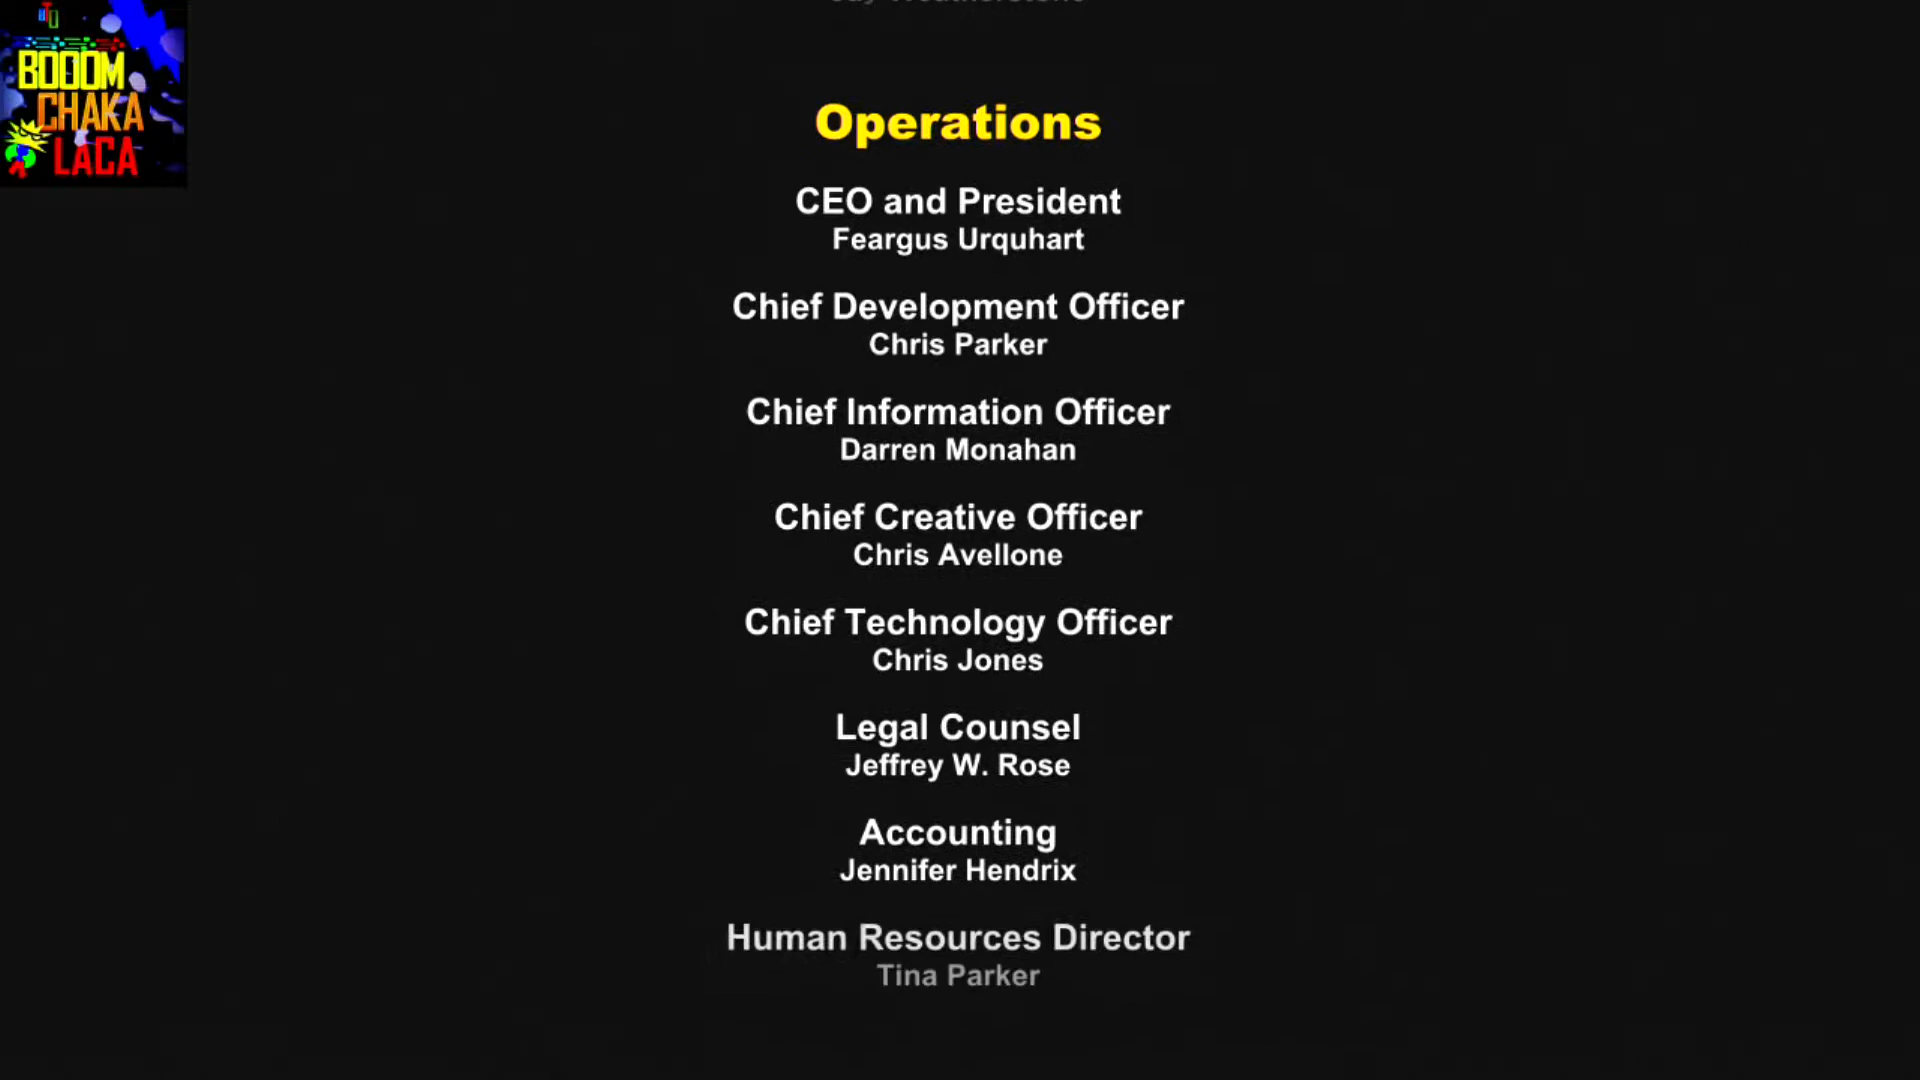 BOOOM
CHAKA
LACA
Operations
CEO and President
Feargus Urquhart
Chief Development Officer
Chris Parker
Chief Information Officer
Darren Monahan
Chief Creative Officer
Chris Avellone
Chief Technology Officer
Chris Jones
Legal Counsel
Jeffrey W. Rose
Accounting
Jennifer Hendrix
Human Resources Director
Tina Parker